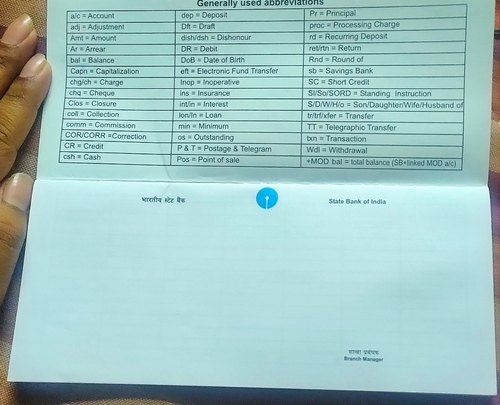 Generally used abbreviations
a/c = Account dep = Deposit Pr = Principal
adj = Adjustment Dft = Draft proc = Processing Charge
Amt = Amount dish/dsh = Dishonour rd = Recurring Deposit
Ar = Arrear DR = Debit ret/rtn = Return
bal = Balance DoB = Date of Birth Rnd = Round of
Capn = Capitalization eft = Electronic Fund Transfer sb = Savings Bank
chg/ch = Charge Inop = Inoperative SC = Short Credit
chq = Cheque ins = Insurance SI/So/SORD = Standing Instruction
Clos = Closure int/in = Interest S/D/W/H/o = Son/Daughter/Wife/Husband of
coll = Collection lon/ln = Loan tr/trf/xfer = Transfer
comm = Commission min = Minimum TT = Telegraphic Transfer
COR/CORR =Correction os = Outstanding txn = Transaction
CR = Credit P & T = Postage & Telegram Wdl = Withdrawal
csh = Cash Pos = Point of sale +MOD bal = total balance (SB+linked MOD a/c)
भारतीय स्टेट बैंक State Bank of India
शाखा प्रबंधक
Branch Manager